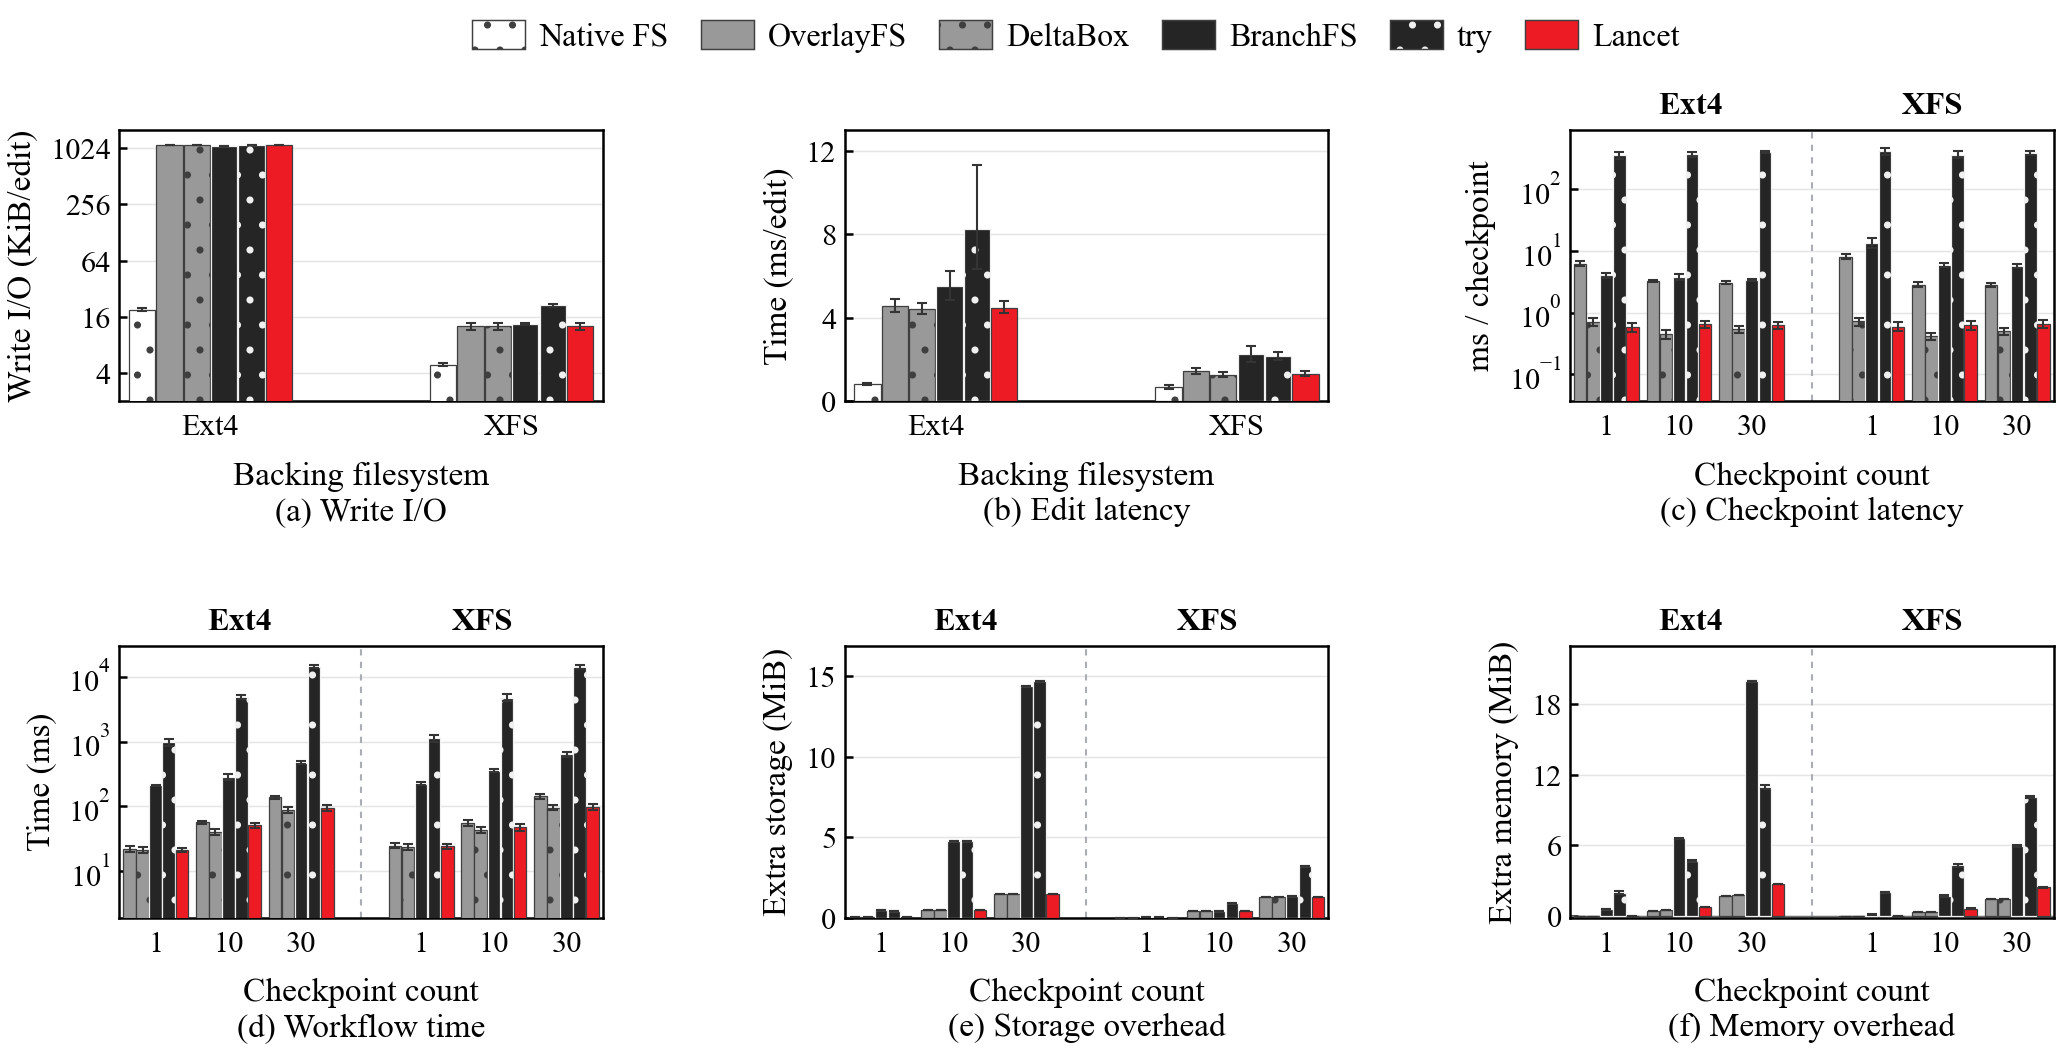 Native FS OverlayFS DeltaBox BranchFS try Lancet
Write I/O (KiB/edit)
1024
256
64
16
4
Ext4 XFS
Backing filesystem
(a) Write I/O
Time (ms/edit)
12
8
4
0
Ext4 XFS
Backing filesystem
(b) Edit latency
Ext4 XFS
ms / checkpoint
10^2
10^1
10^0
10^−1
1 10 30 1 10 30
Checkpoint count
(c) Checkpoint latency
Ext4 XFS
Time (ms)
10^4
10^3
10^2
10^1
1 10 30 1 10 30
Checkpoint count
(d) Workflow time
Ext4 XFS
Extra storage (MiB)
15
10
5
0
1 10 30 1 10 30
Checkpoint count
(e) Storage overhead
Ext4 XFS
Extra memory (MiB)
18
12
6
0
1 10 30 1 10 30
Checkpoint count
(f) Memory overhead